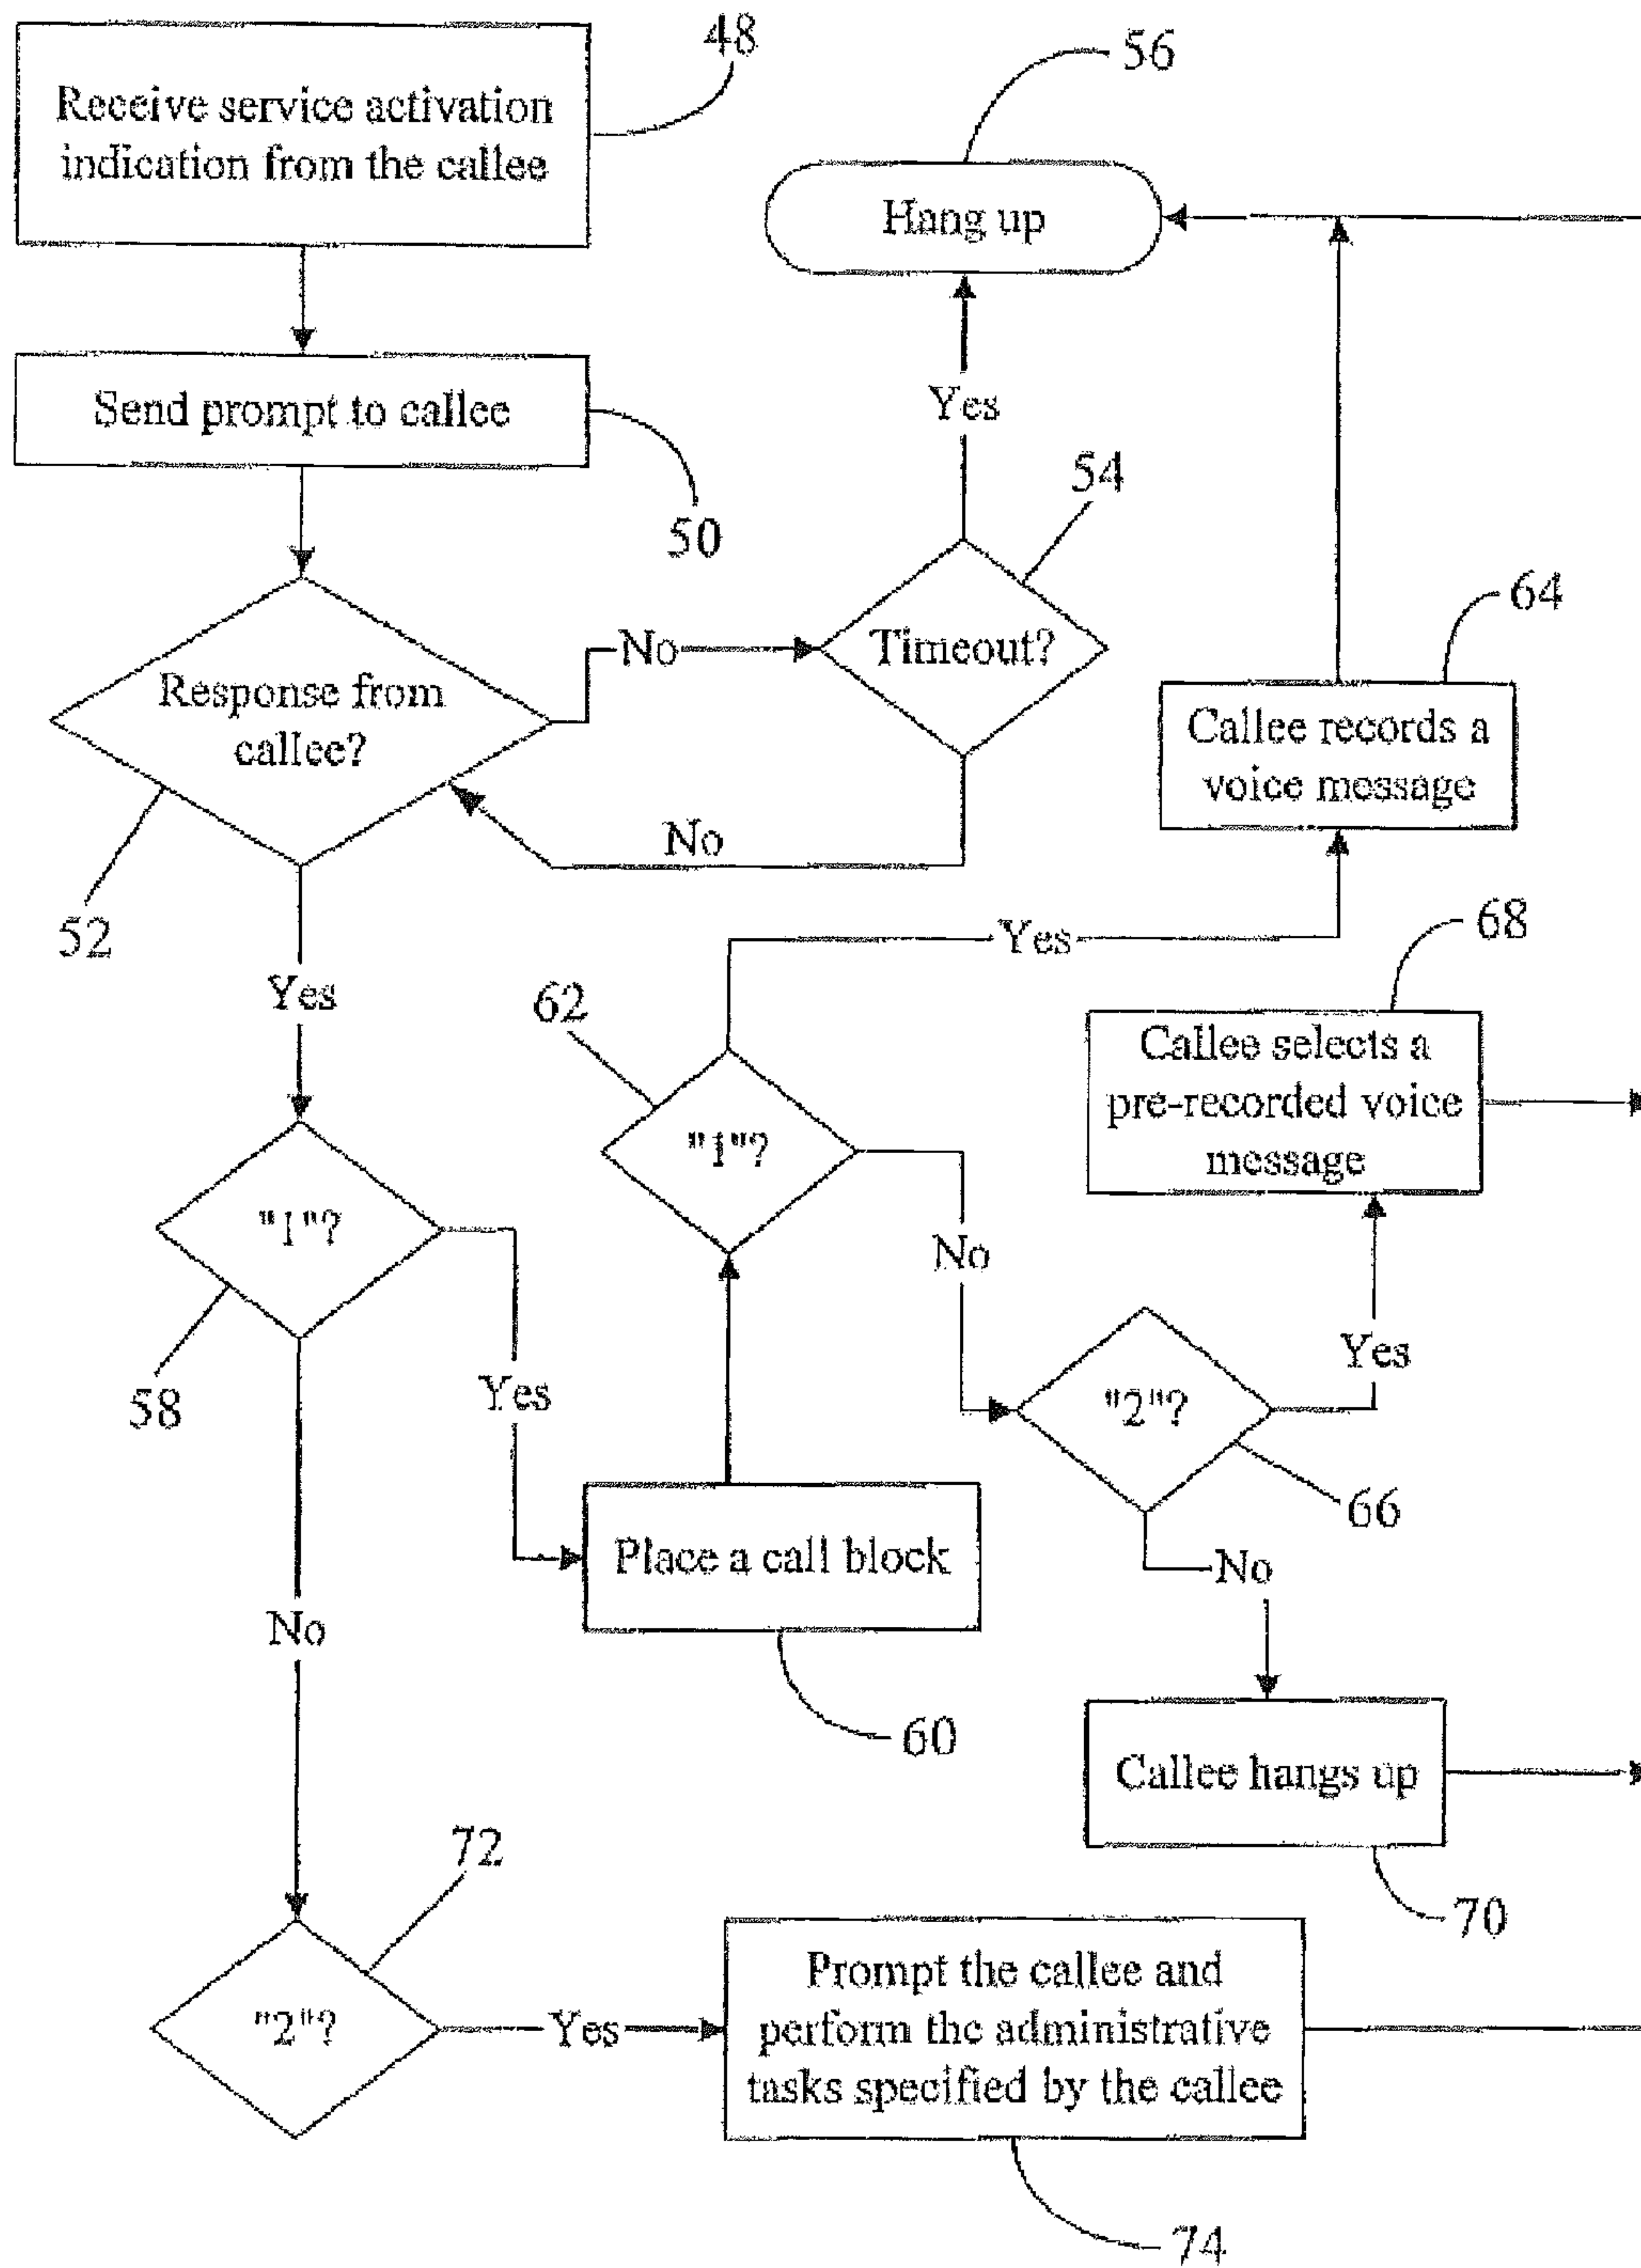 48
56
Receive service activation
indication from the callee
Hang up
Yes
Send prompt to callee
54
50
64
No
Timeout?
Response from
callee?
Callee records a
voice message
No
52
Yes
68
Yes
62
Callee selects a
pre-recorded voice
message
"1"?
"1"?
No
Yes
Yes
58
"2"?
66
Place a call block
No
No
60
Callee hangs up
72
70
Prompt the callee and
perform the administrative
tasks specified by the callee
"2"?
Yes
74